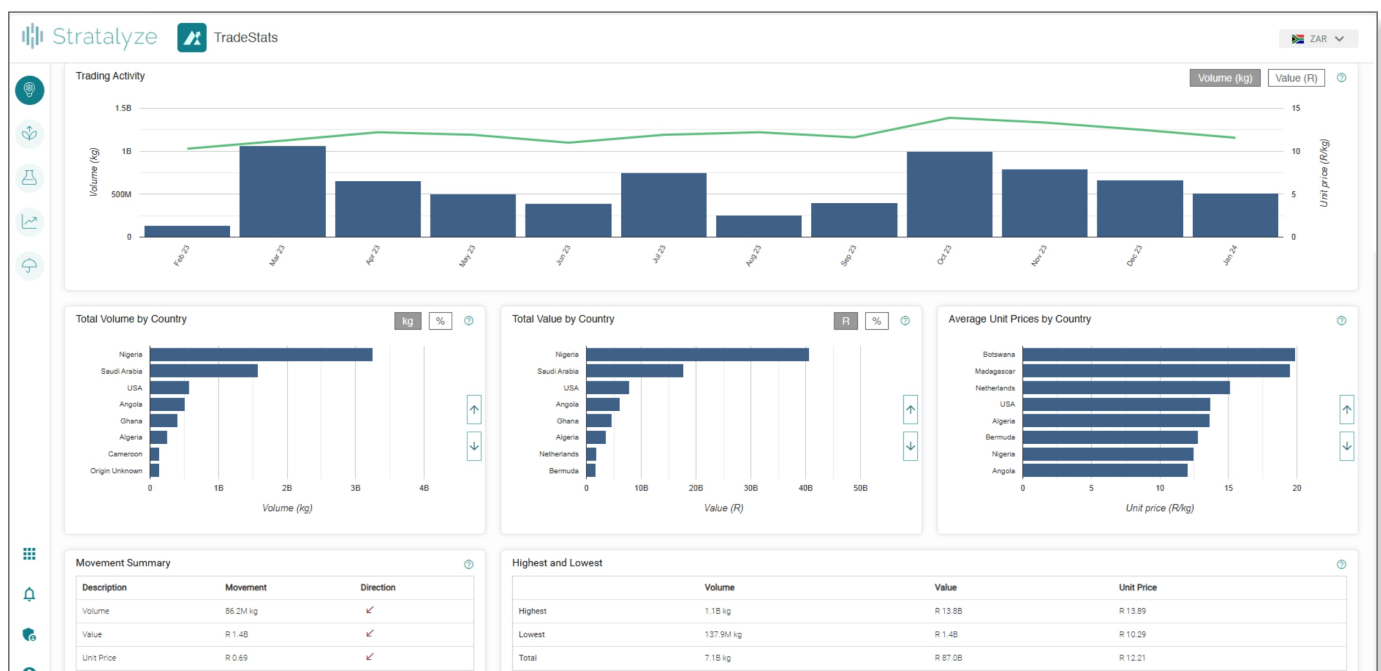 Stratalyze TradeStats ZAR
Trading Activity Volume (kg) Value (R)
1.5B 15
1B 10
500M 5
0 0
Volume (kg)
Unit price (R/kg)
Feb 23 Mar 23 Apr 23 May 23 Jun 23 Jul 23 Aug 23 Sep 23 Oct 23 Nov 23 Dec 23 Jan 24
Total Volume by Country kg %
Nigeria
Saudi Arabia
USA
Angola
Ghana
Algeria
Cameroon
Origin Unknown
0 1B 2B 3B 4B
Volume (kg)
Total Value by Country R %
Nigeria
Saudi Arabia
USA
Angola
Ghana
Algeria
Netherlands
Bermuda
0 10B 20B 30B 40B 50B
Value (R)
Average Unit Prices by Country
Botswana
Madagascar
Netherlands
USA
Algeria
Bermuda
Nigeria
Angola
0 5 10 15 20
Unit price (R/kg)
Movement Summary
Description Movement Direction
Volume 86.2M kg
Value R 1.4B
Unit Price R 0.69
Highest and Lowest
Volume Value Unit Price
Highest 1.1B kg R 13.8B R 13.89
Lowest 137.9M kg R 1.4B R 10.29
Total 7.1B kg R 87.0B R 12.21